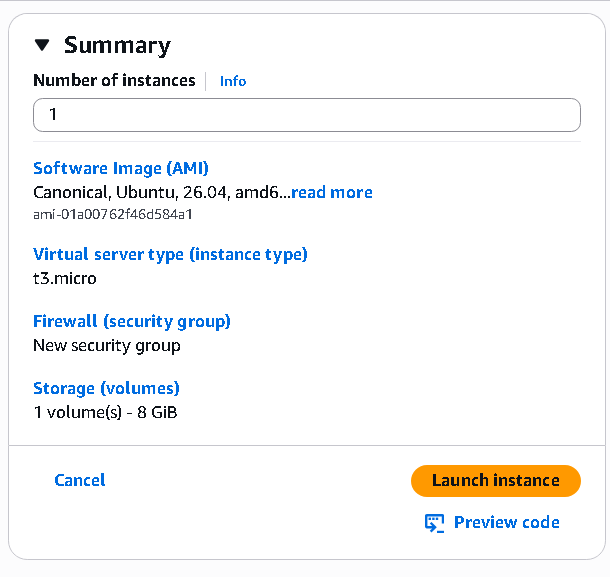 Summary
Number of instances Info
1
Software Image (AMI)
Canonical, Ubuntu, 26.04, amd6...read more
ami-01a00762f46d584a1
Virtual server type (instance type)
t3.micro
Firewall (security group)
New security group
Storage (volumes)
1 volume(s) - 8 GiB
Cancel
Launch instance
Preview code